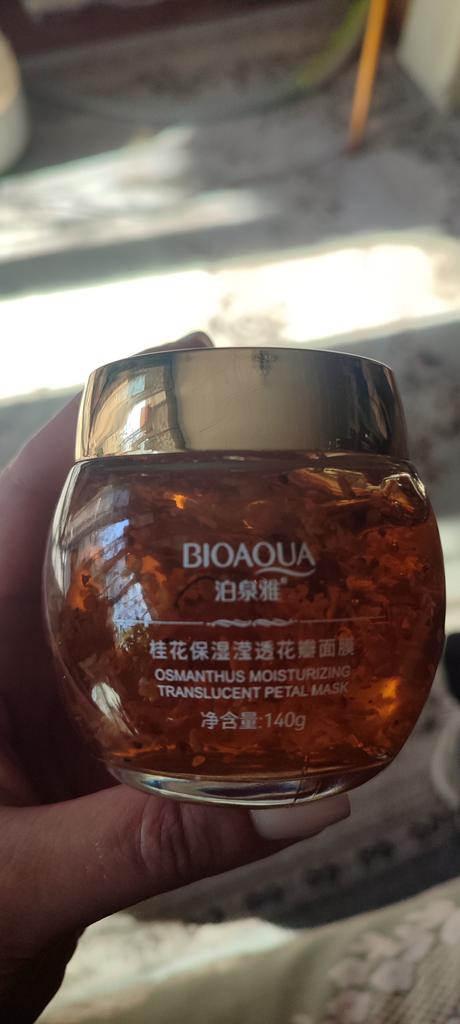 BIOAQUA
泊泉雅®
桂花保湿滢透花瓣面膜
OSMANTHUS MOISTURIZING
TRANSLUCENT PETAL MASK
净含量:140g